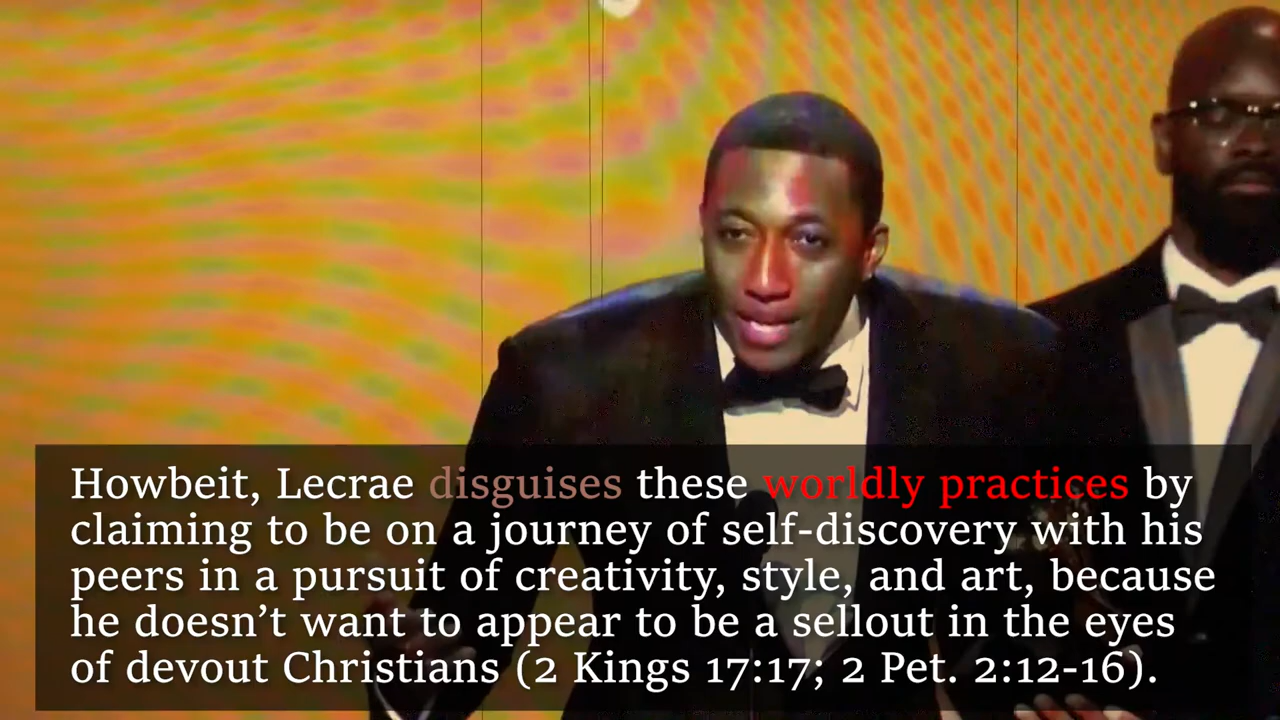 Howbeit, Lecrae disguises these worldly practices by
claiming to be on a journey of self-discovery with his
peers in a pursuit of creativity, style, and art, because
he doesn’t want to appear to be a sellout in the eyes
of devout Christians (2 Kings 17:17; 2 Pet. 2:12-16).